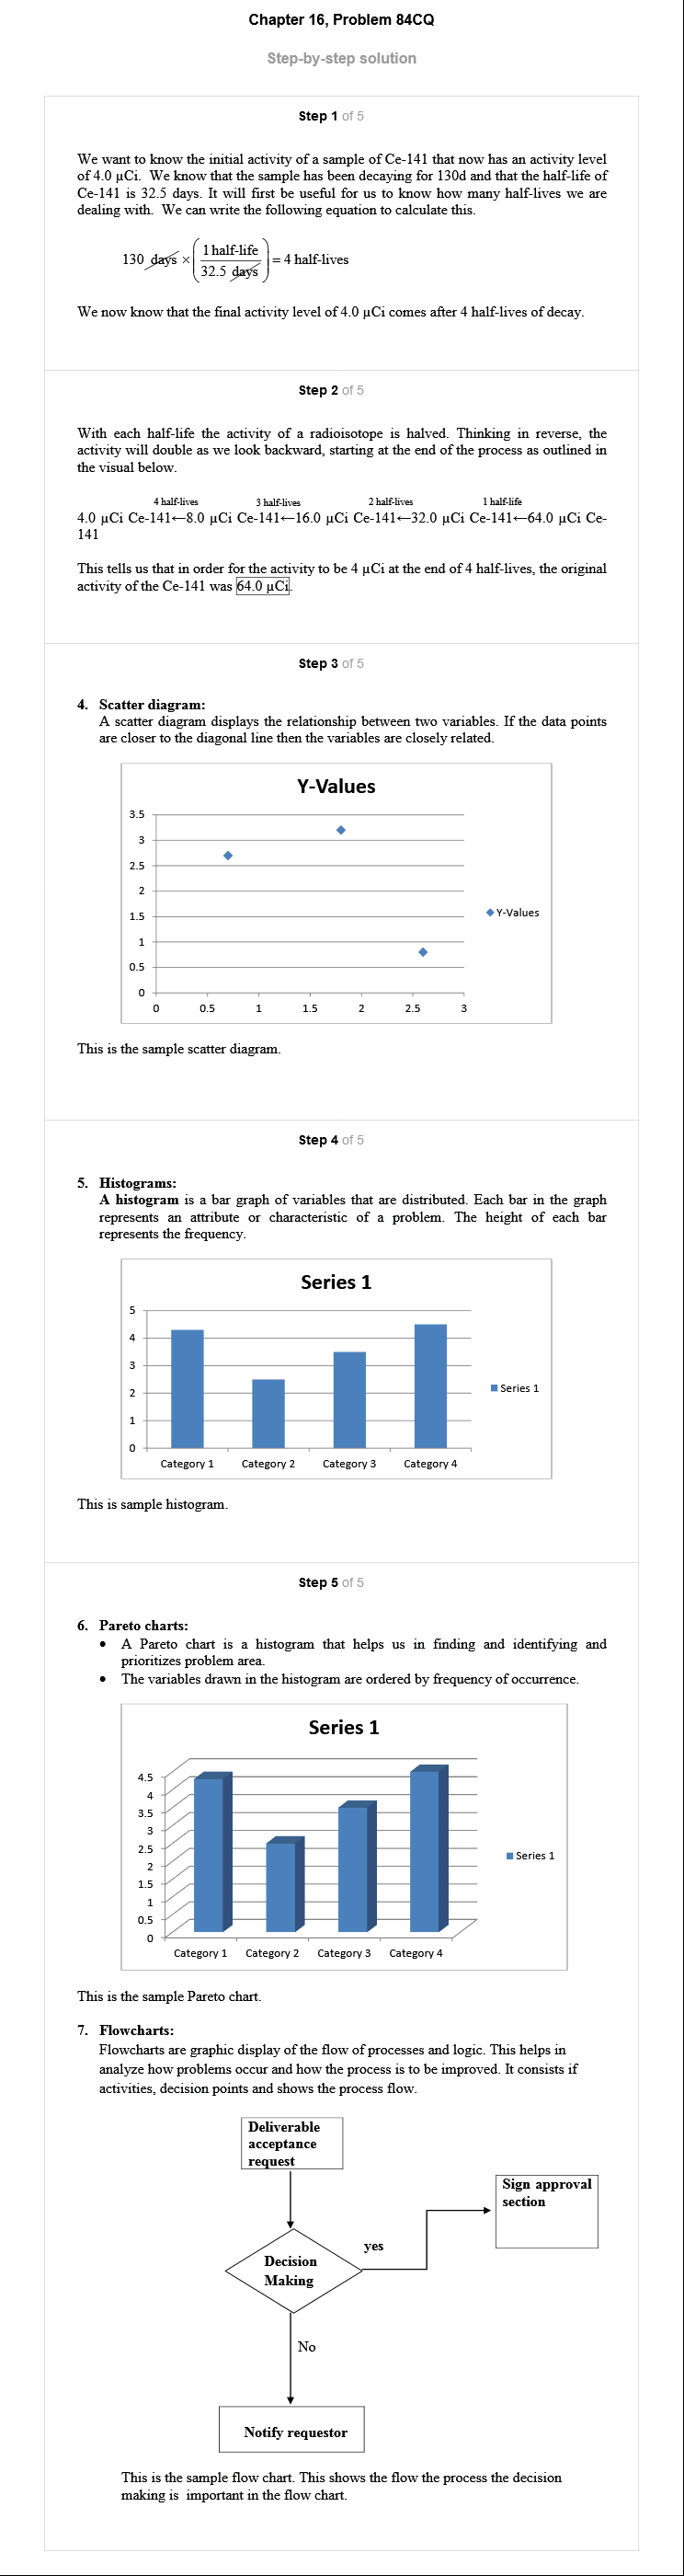 Chapter 16, Problem 84CQ
Step-by-step solution
Step 1 of 5
We want to know the initial activity of a sample of Ce-141 that now has an activity level
of 4.0 μCi.  We know that the sample has been decaying for 130d and that the half-life of
Ce-141 is 32.5 days. It will first be useful for us to know how many half-lives we are
dealing with.  We can write the following equation to calculate this.
130 days × (1 half-life / 32.5 days) = 4 half-lives
We now know that the final activity level of 4.0 μCi comes after 4 half-lives of decay.
Step 2 of 5
With each half-life the activity of a radioisotope is halved. Thinking in reverse, the
activity will double as we look backward, starting at the end of the process as outlined in
the visual below.
4 half-lives 3 half-lives 2 half-lives 1 half-life
4.0 μCi Ce-141←8.0 μCi Ce-141←16.0 μCi Ce-141←32.0 μCi Ce-141←64.0 μCi Ce-
141
This tells us that in order for the activity to be 4 μCi at the end of 4 half-lives, the original
activity of the Ce-141 was 64.0 μCi.
Step 3 of 5
4. Scatter diagram:
A scatter diagram displays the relationship between two variables. If the data points
are closer to the diagonal line then the variables are closely related.
Y-Values
3.5
3
2.5
2
1.5
1
0.5
0
Y-Values
0 0.5 1 1.5 2 2.5 3
This is the sample scatter diagram.
Step 4 of 5
5. Histograms:
A histogram is a bar graph of variables that are distributed. Each bar in the graph
represents an attribute or characteristic of a problem. The height of each bar
represents the frequency.
Series 1
5
4
3
2
1
0
Series 1
Category 1 Category 2 Category 3 Category 4
This is sample histogram.
Step 5 of 5
6. Pareto charts:
• A Pareto chart is a histogram that helps us in finding and identifying and
prioritizes problem area.
• The variables drawn in the histogram are ordered by frequency of occurrence.
Series 1
4.5
4
3.5
3
2.5
2
1.5
1
0.5
0
Series 1
Category 1 Category 2 Category 3 Category 4
This is the sample Pareto chart.
7. Flowcharts:
Flowcharts are graphic display of the flow of processes and logic. This helps in
analyze how problems occur and how the process is to be improved. It consists if
activities, decision points and shows the process flow.
Deliverable
acceptance
request
Sign approval
section
yes
Decision
Making
No
Notify requestor
This is the sample flow chart. This shows the flow the process the decision
making is  important in the flow chart.